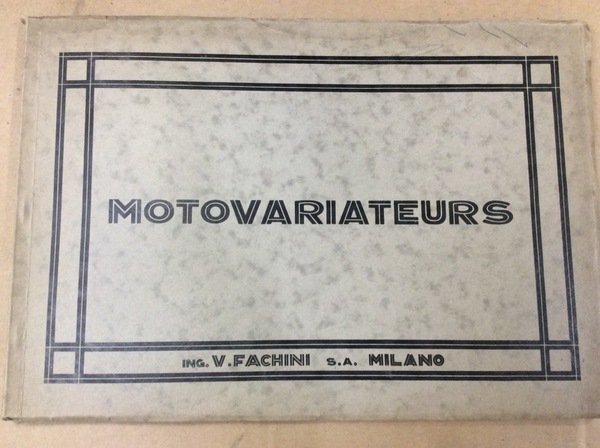 MOTOVARIATEURS
ING. V. FACHINI S.A. MILANO